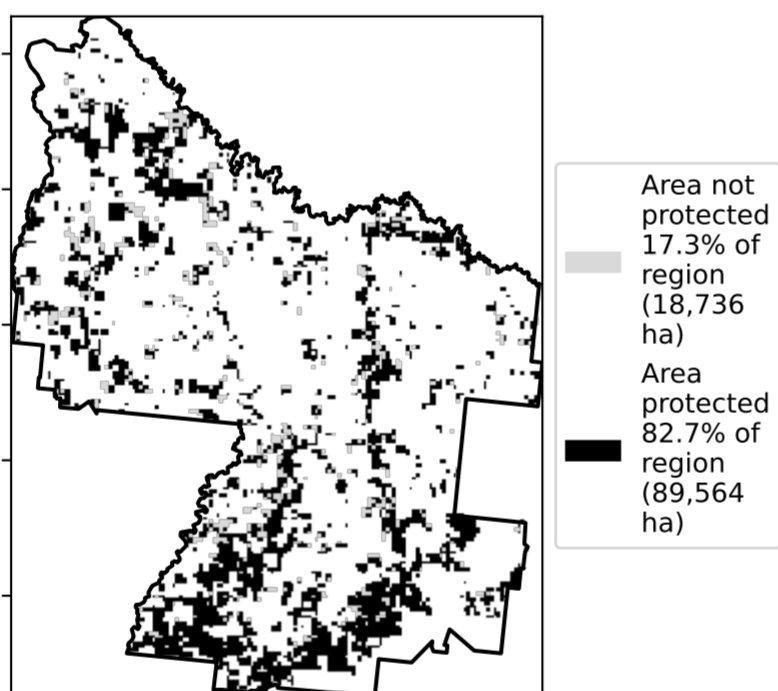 Area not
protected
17.3% of
region
(18,736
ha)
Area
protected
82.7% of
region
(89,564
ha)